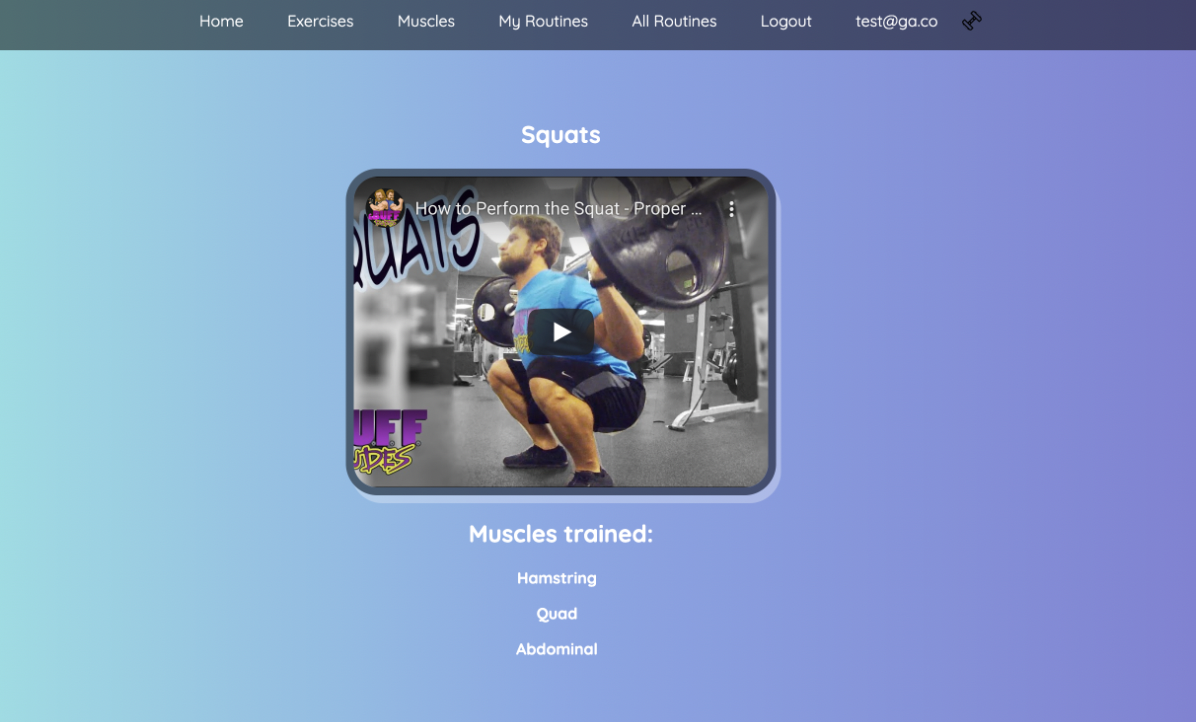 Home Exercises Muscles My Routines All Routines Logout test@ga.co
Squats
How to Perform the Squat - Proper ...
QUATS
UFF
UDES
Muscles trained:
Hamstring
Quad
Abdominal